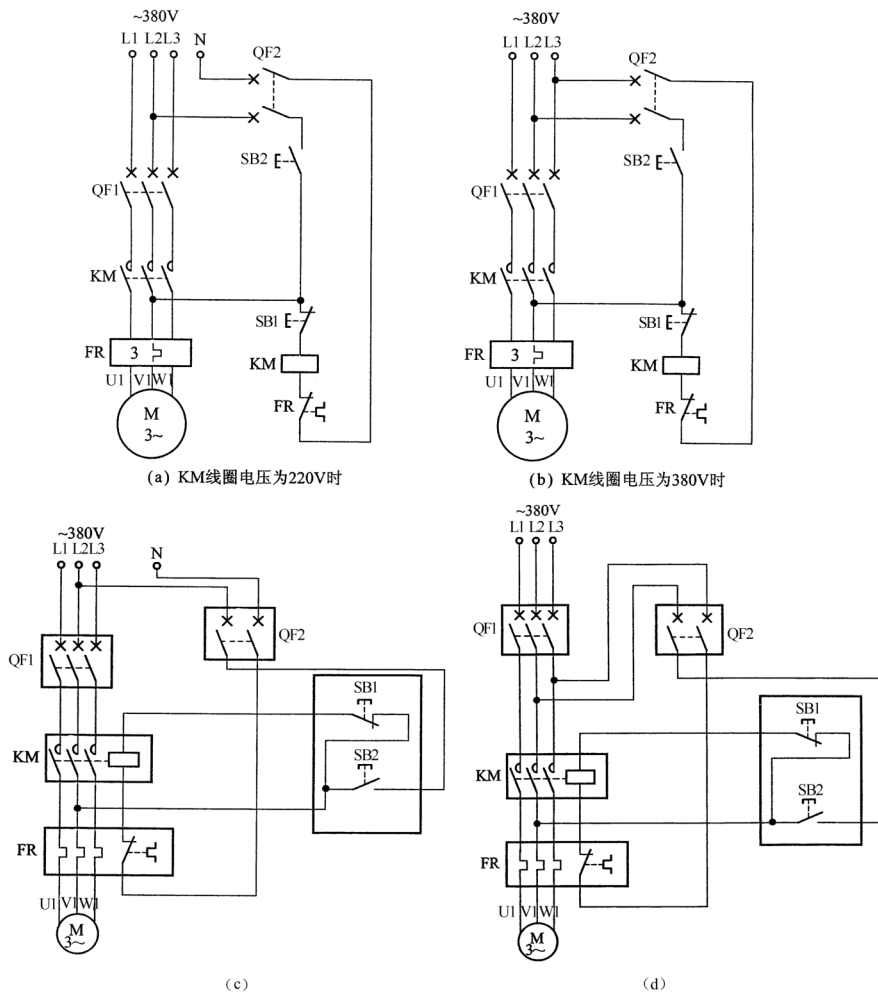 ~380V
L1 L2 L3 N
QF2
SB2
QF1
KM
SB1
FR 3
KM
U1 V1 W1
FR
M
3~
(a) KM线圈电压为220V时
~380V
L1 L2 L3
QF2
SB2
QF1
KM
SB1
FR 3
KM
U1 V1 W1
FR
M
3~
(b) KM线圈电压为380V时
~380V
L1 L2 L3 N
QF2
QF1
SB1
KM
SB2
FR
U1 V1 W1
M
3~
(c)
~380V
L1 L2 L3
QF1
QF2
SB1
KM
SB2
FR
U1 V1 W1
M
3~
(d)